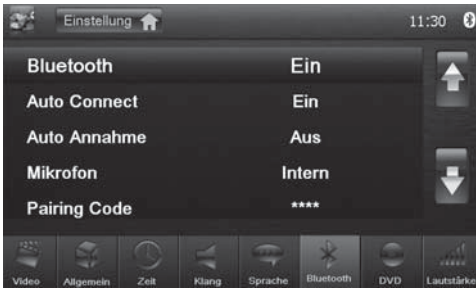 Einstellung 11:30
Bluetooth Ein
Auto Connect Ein
Auto Annahme Aus
Mikrofon Intern
Pairing Code ****
Video Allgemein Zeit Klang Sprache Bluetooth DVD Lautstärke